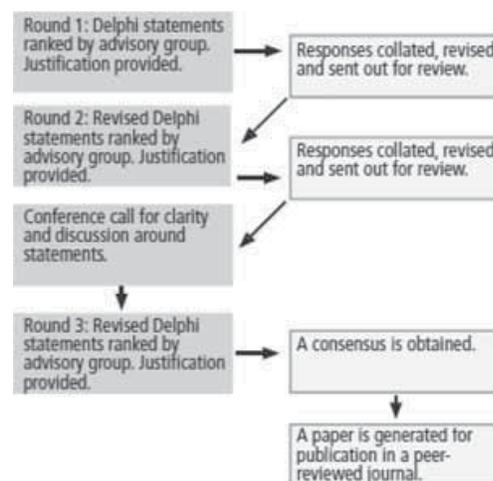 Round 1: Delphi statements
ranked by advisory group.
Justification provided.
Responses collated, revised
and sent out for review.
Round 2: Revised Delphi
statements ranked by
advisory group. Justification
provided.
Responses collated, revised
and sent out for review.
Conference call for clarity
and discussion around
statements.
Round 3: Revised Delphi
statements ranked by
advisory group. Justification
provided.
A consensus is obtained.
A paper is generated for
publication in a peer-
reviewed journal.